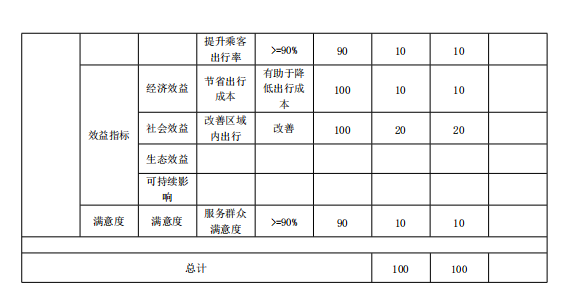 提升乘客
出行率 >=90% 90 10 10
效益指标 经济效益 节省出行
成本 有助于降
低出行成
本 100 10 10
社会效益 改善区域
内出行 改善 100 20 20
生态效益
可持续影
响
满意度 满意度 服务群众
满意度 >=90% 90 10 10
总计 100 100